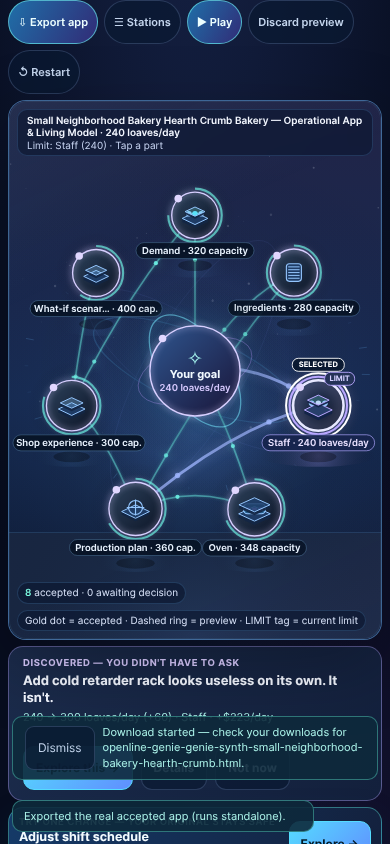 ⇩ Export app
☰ Stations
▶ Play
Discard preview
↺ Restart
Small Neighborhood Bakery Hearth Crumb Bakery — Operational App
& Living Model · 240 loaves/day
Limit: Staff (240) · Tap a part
Demand · 320 capacity
What-if scenar... · 400 cap.
Ingredients · 280 capacity
Your goal
240 loaves/day
SELECTED
LIMIT
Shop experience · 300 cap.
Staff · 240 loaves/day
Production plan · 360 cap.
Oven · 348 capacity
8 accepted · 0 awaiting decision
Gold dot = accepted · Dashed ring = preview · LIMIT tag = current limit
DISCOVERED — YOU DIDN'T HAVE TO ASK
Add cold retarder rack looks useless on its own. It
isn't.
Dismiss
Download started — check your downloads for
openline-genie-genie-synth-small-neighborhood-
bakery-hearth-crumb.html.
Exported the real accepted app (runs standalone).
Adjust shift schedule
Explore →